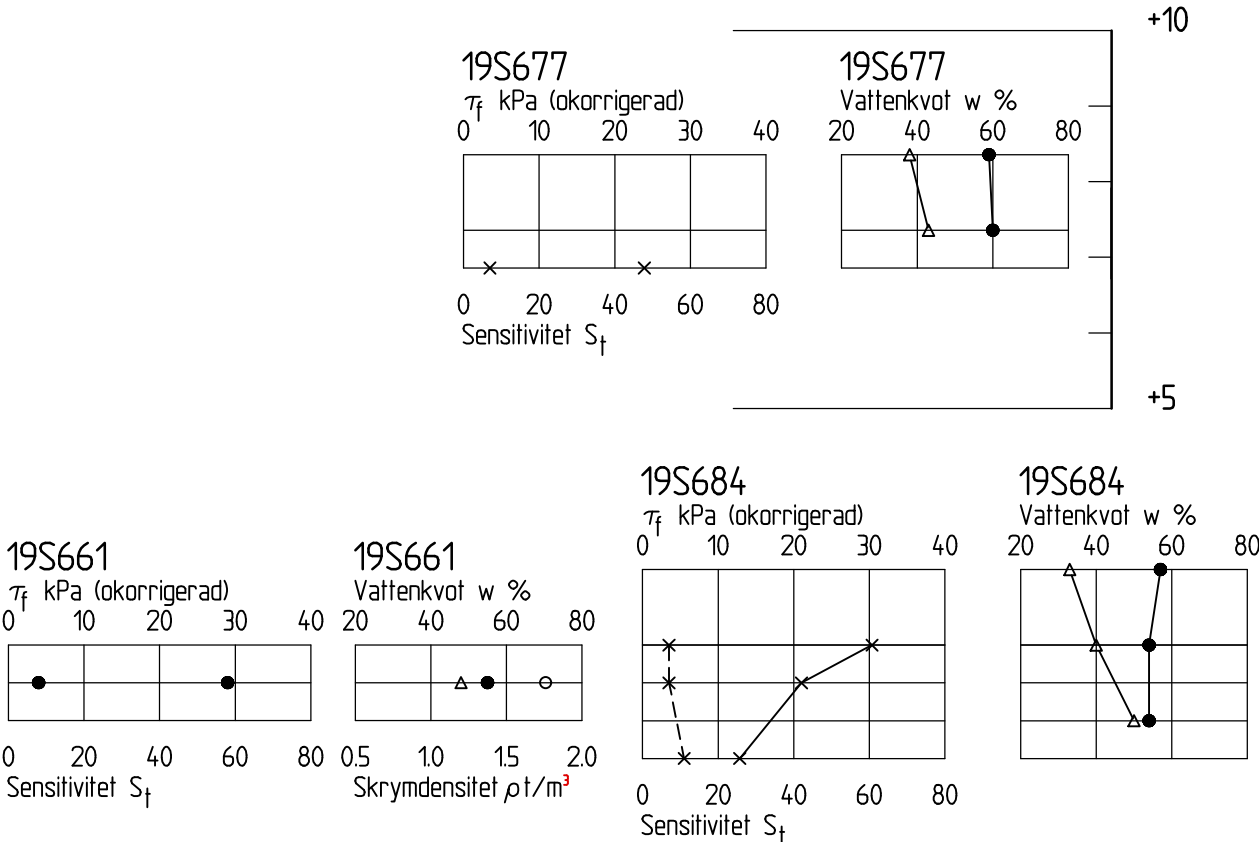 +10
19S677
τf kPa (okorrigerad)
0 10 20 30 40
0 20 40 60 80
Sensitivitet St
19S677
Vattenkvot w %
20 40 60 80
+5
19S661
τf kPa (okorrigerad)
0 10 20 30 40
0 20 40 60 80
Sensitivitet St
19S661
Vattenkvot w %
20 40 60 80
0.5 1.0 1.5 2.0
Skrymdensitet ρ t/m³
19S684
τf kPa (okorrigerad)
0 10 20 30 40
0 20 40 60 80
Sensitivitet St
19S684
Vattenkvot w %
20 40 60 80